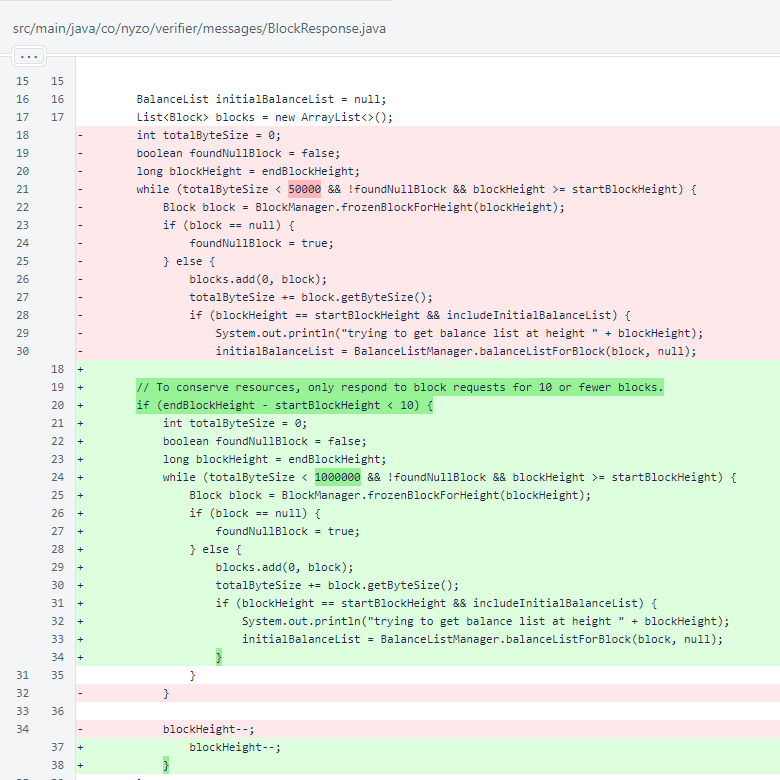 src/main/java/co/nyzo/verifier/messages/BlockResponse.java
...
15 15
16 16 BalanceList initialBalanceList = null;
17 17 List<Block> blocks = new ArrayList<>();
18 - int totalByteSize = 0;
19 - boolean foundNullBlock = false;
20 - long blockHeight = endBlockHeight;
21 - while (totalByteSize < 50000 && !foundNullBlock && blockHeight >= startBlockHeight) {
22 - Block block = BlockManager.frozenBlockForHeight(blockHeight);
23 - if (block == null) {
24 - foundNullBlock = true;
25 - } else {
26 - blocks.add(0, block);
27 - totalByteSize += block.getByteSize();
28 - if (blockHeight == startBlockHeight && includeInitialBalanceList) {
29 - System.out.println("trying to get balance list at height " + blockHeight);
30 - initialBalanceList = BalanceListManager.balanceListForBlock(block, null);
18 +
19 + // To conserve resources, only respond to block requests for 10 or fewer blocks.
20 + if (endBlockHeight - startBlockHeight < 10) {
21 + int totalByteSize = 0;
22 + boolean foundNullBlock = false;
23 + long blockHeight = endBlockHeight;
24 + while (totalByteSize < 1000000 && !foundNullBlock && blockHeight >= startBlockHeight) {
25 + Block block = BlockManager.frozenBlockForHeight(blockHeight);
26 + if (block == null) {
27 + foundNullBlock = true;
28 + } else {
29 + blocks.add(0, block);
30 + totalByteSize += block.getByteSize();
31 + if (blockHeight == startBlockHeight && includeInitialBalanceList) {
32 + System.out.println("trying to get balance list at height " + blockHeight);
33 + initialBalanceList = BalanceListManager.balanceListForBlock(block, null);
34 + }
31 35 }
32 - }
33 36
34 - blockHeight--;
37 + blockHeight--;
38 + }